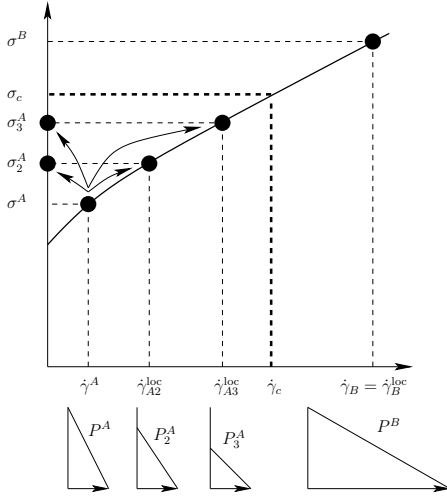 σ^B
σ_c
σ_3^A
σ_2^A
σ^A
γ̇^A γ̇_{A2}^{loc} γ̇_{A3}^{loc} γ̇_c γ̇_B = γ̇_B^{loc}
P^A P_2^A P_3^A P^B